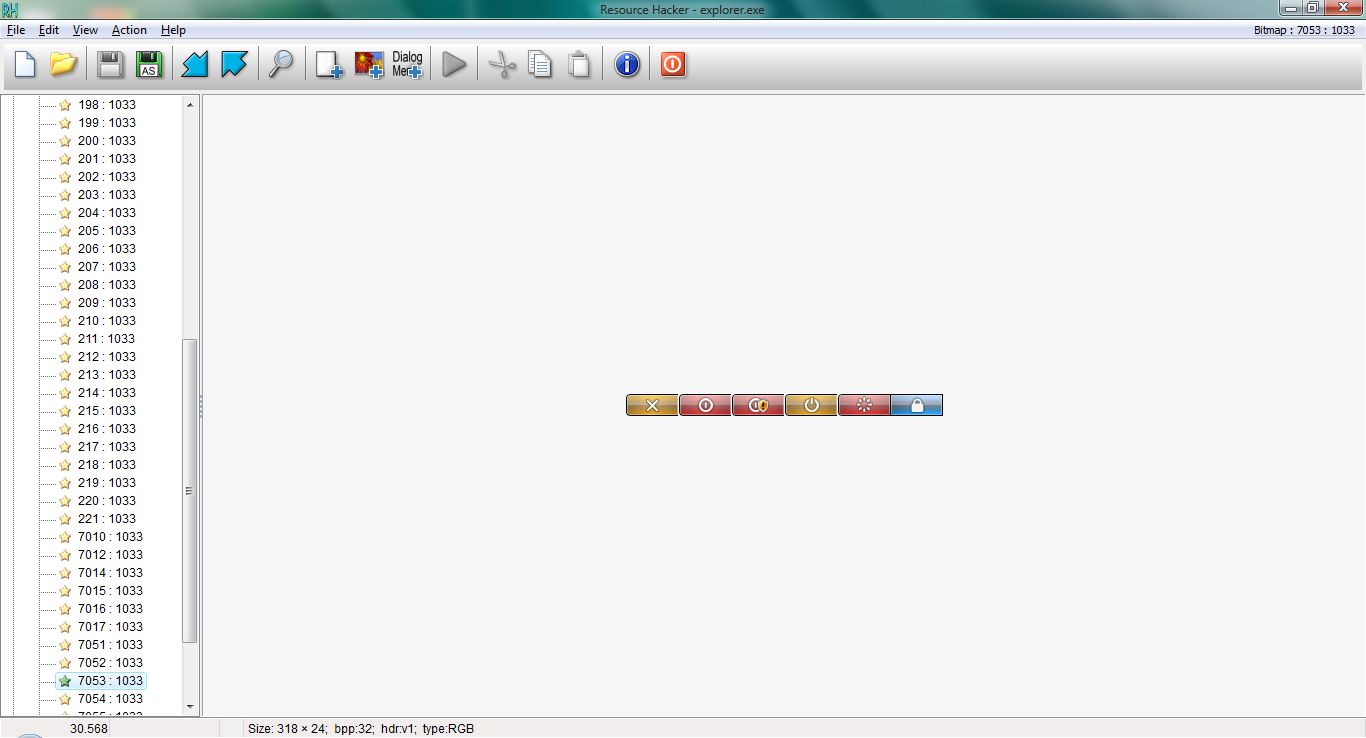 Resource Hacker - explorer.exe
File Edit View Action Help
Bitmap : 7053 : 1033
AS
Dialog
Menu
198 : 1033
199 : 1033
200 : 1033
201 : 1033
202 : 1033
203 : 1033
204 : 1033
205 : 1033
206 : 1033
207 : 1033
208 : 1033
209 : 1033
210 : 1033
211 : 1033
212 : 1033
213 : 1033
214 : 1033
215 : 1033
216 : 1033
217 : 1033
218 : 1033
219 : 1033
220 : 1033
221 : 1033
7010 : 1033
7012 : 1033
7014 : 1033
7015 : 1033
7016 : 1033
7017 : 1033
7051 : 1033
7052 : 1033
7053 : 1033
7054 : 1033
7055 : 1033
30.568
Size: 318 × 24; bpp:32; hdr:v1; type:RGB